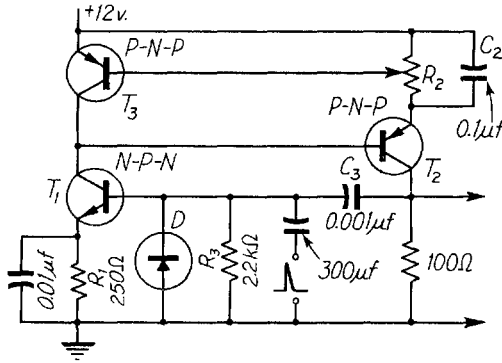 +12v.
P-N-P
C2
R2
T3
P-N-P
0.1µf
N-P-N
C3
T2
T1
D
0.001µf
0.01µf
R1
250Ω
R3
2.2kΩ
300µf
100Ω